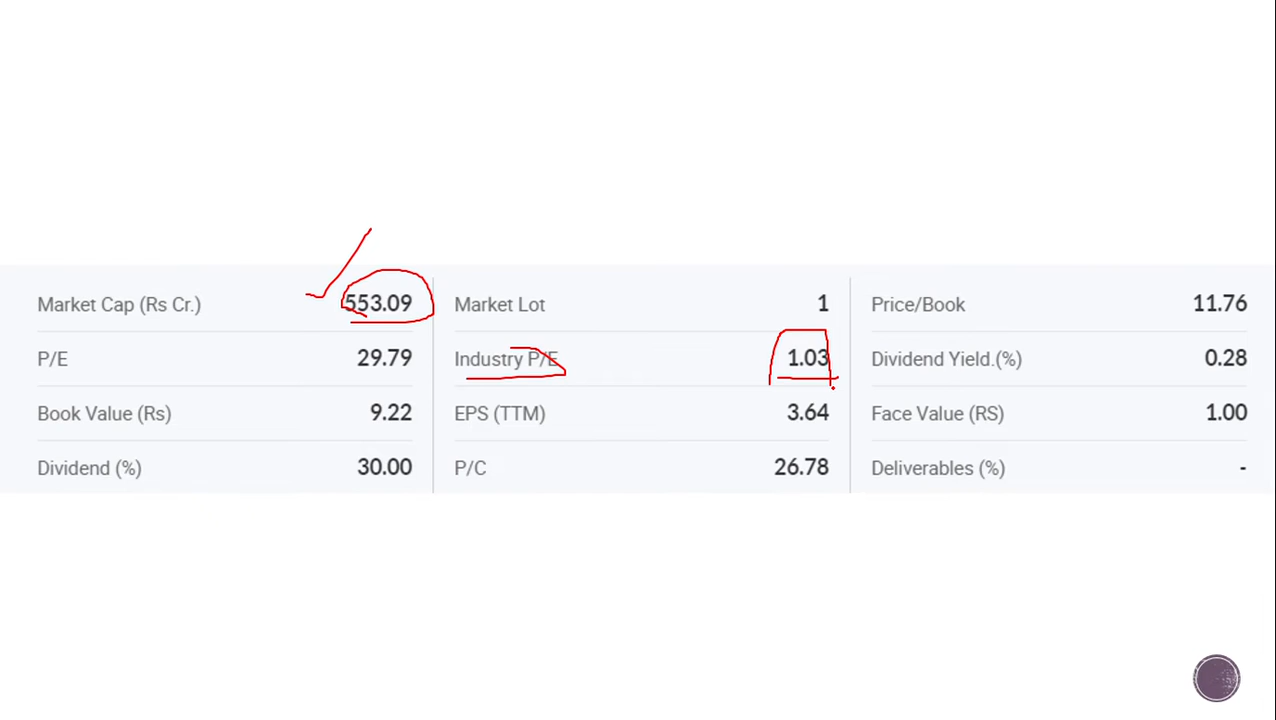 Market Cap (Rs Cr.) 553.09
P/E 29.79
Book Value (Rs) 9.22
Dividend (%) 30.00
Market Lot 1
Industry P/E 1.03
EPS (TTM) 3.64
P/C 26.78
Price/Book 11.76
Dividend Yield.(%) 0.28
Face Value (RS) 1.00
Deliverables (%) -